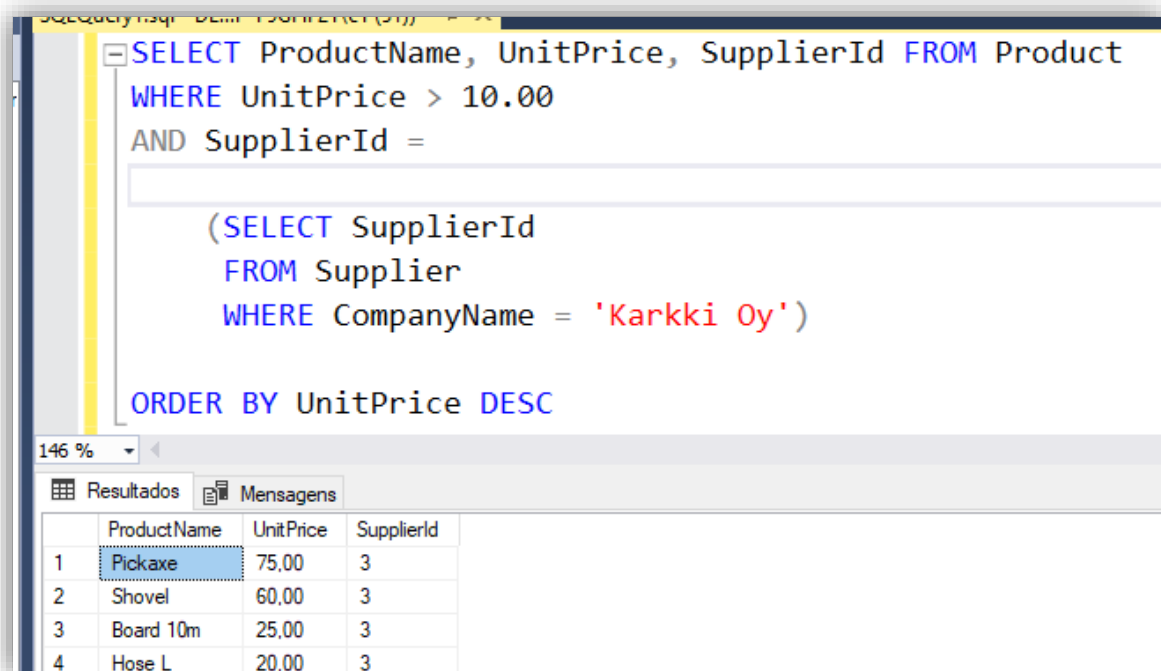 SELECT ProductName, UnitPrice, SupplierId FROM Product
WHERE UnitPrice > 10.00
AND SupplierId =
(SELECT SupplierId
FROM Supplier
WHERE CompanyName = 'Karkki Oy')
ORDER BY UnitPrice DESC
146 %
Resultados Mensagens
ProductName UnitPrice SupplierId
1 Pickaxe 75,00 3
2 Shovel 60,00 3
3 Board 10m 25,00 3
4 Hose L 20,00 3